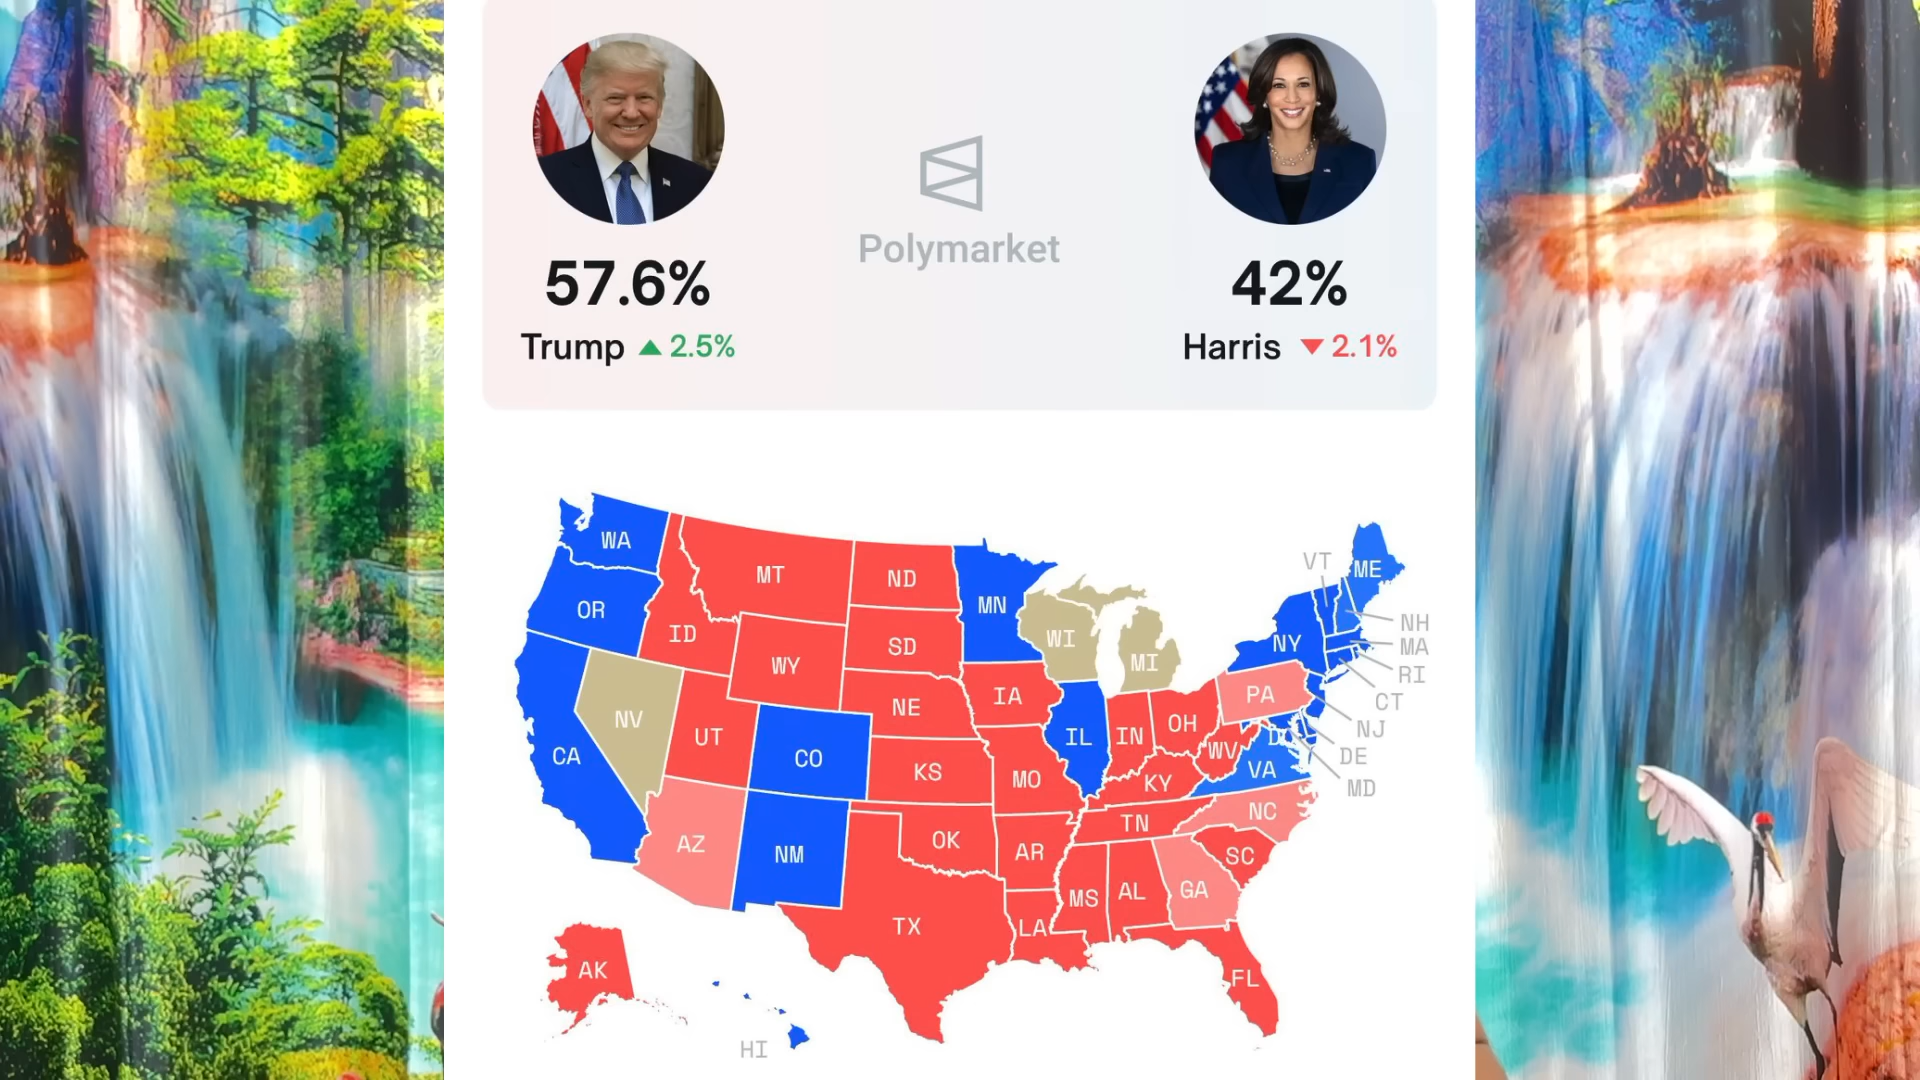 Polymarket
57.6%
42%
Trump ▲ 2.5%
Harris ▼ 2.1%
WA
MT
ND
MN
VT
ME
OR
ID
SD
WI
MI
NY
NH
MA
RI
CT
NJ
DE
MD
WY
IA
PA
NV
UT
NE
IL
IN
OH
WV
VA
CA
CO
KS
MO
KY
NC
AZ
NM
OK
AR
TN
SC
MS
AL
GA
TX
LA
FL
AK
HI